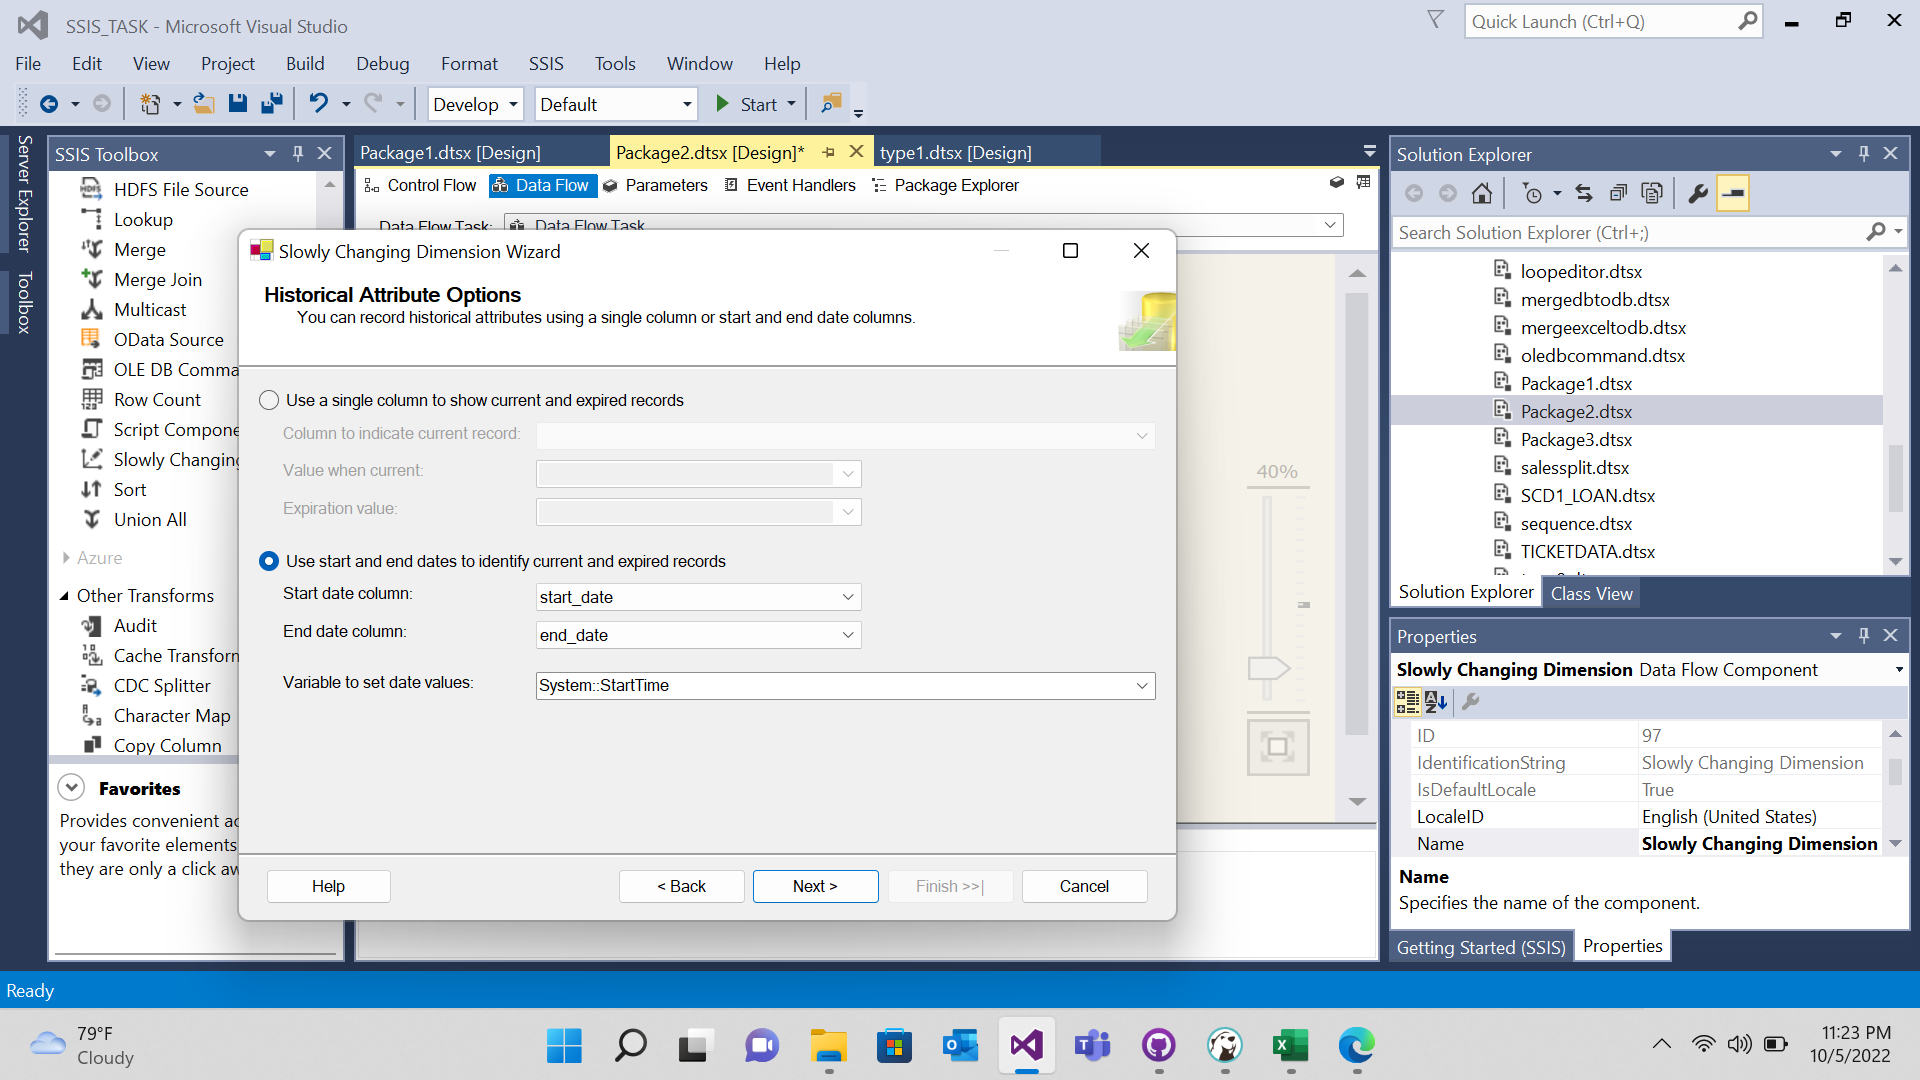 SSIS_TASK - Microsoft Visual Studio
Quick Launch (Ctrl+Q)
File Edit View Project Build Debug Format SSIS Tools Window Help
Develop Default Start
Server Explorer
Toolbox
SSIS Toolbox
HDFS File Source
Lookup
Merge
Merge Join
Multicast
OData Source
OLE DB Comma
Row Count
Script Compone
Slowly Changing
Sort
Union All
Azure
Other Transforms
Audit
Cache Transform
CDC Splitter
Character Map
Copy Column
Favorites
Provides convenient ac
your favorite elements
they are only a click aw
Package1.dtsx [Design] Package2.dtsx [Design]* type1.dtsx [Design]
Control Flow Data Flow Parameters Event Handlers Package Explorer
Data Flow Task: Data Flow Task
40%
Slowly Changing Dimension Wizard
Historical Attribute Options
You can record historical attributes using a single column or start and end date columns.
Use a single column to show current and expired records
Column to indicate current record:
Value when current:
Expiration value:
Use start and end dates to identify current and expired records
Start date column: start_date
End date column: end_date
Variable to set date values: System::StartTime
Help < Back Next > Finish >>| Cancel
Solution Explorer
Search Solution Explorer (Ctrl+;)
loopeditor.dtsx
mergedbtodb.dtsx
mergeexceltodb.dtsx
oledbcommand.dtsx
Package1.dtsx
Package2.dtsx
Package3.dtsx
salessplit.dtsx
SCD1_LOAN.dtsx
sequence.dtsx
TICKETDATA.dtsx
Solution Explorer Class View
Properties
Slowly Changing Dimension Data Flow Component
ID 97
IdentificationString Slowly Changing Dimension
IsDefaultLocale True
LocaleID English (United States)
Name Slowly Changing Dimension
Name
Specifies the name of the component.
Getting Started (SSIS) Properties
Ready
79°F
Cloudy
11:23 PM
10/5/2022